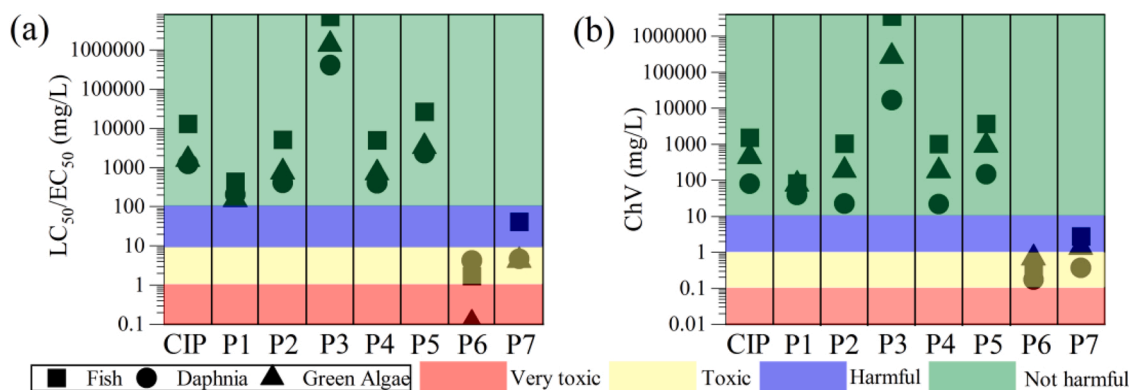 (a)
LC50/EC50 (mg/L)
1000000
100000
10000
1000
100
10
1
0.1
CIP P1 P2 P3 P4 P5 P6 P7
(b)
ChV (mg/L)
1000000
100000
10000
1000
100
10
1
0.1
0.01
CIP P1 P2 P3 P4 P5 P6 P7
Fish Daphnia Green Algae Very toxic Toxic Harmful Not harmful